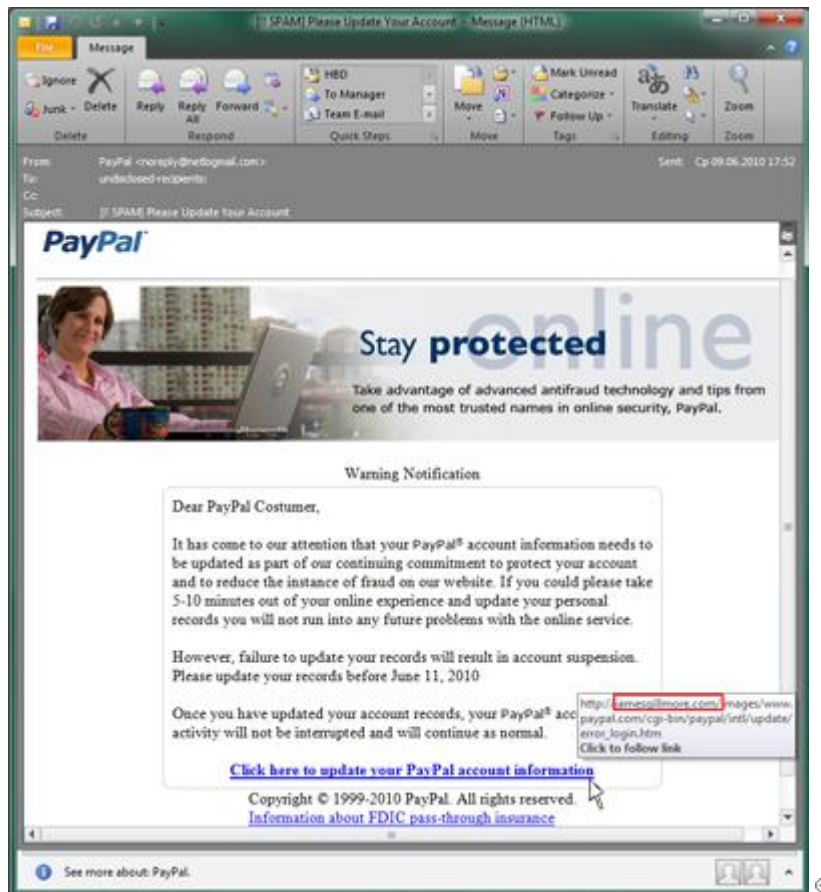 [!! SPAM] Please Update Your Account - Message (HTML)
File Message
Ignore Junk Delete Reply Reply All Forward HBD To Manager Team E-mail Move Mark Unread Categorize Follow Up Translate Zoom
Delete Respond Quick Steps Move Tags Editing Zoom
From: PayPal <noreply@netlogmail.com> Sent: Cp 09.06.2010 17:52
To: undisclosed-recipients:
Cc:
Subject: [!! SPAM] Please Update Your Account
PayPal
online
Stay protected
Take advantage of advanced antifraud technology and tips from
one of the most trusted names in online security, PayPal.
Warning Notification
Dear PayPal Costumer,
It has come to our attention that your PayPal® account information needs to
be updated as part of our continuing commitment to protect your account
and to reduce the instance of fraud on our website. If you could please take
5-10 minutes out of your online experience and update your personal
records you will not run into any future problems with the online service.
However, failure to update your records will result in account suspension.
Please update your records before June 11, 2010
Once you have updated your account records, your PayPal® acc
activity will not be interrupted and will continue as normal.
http://jamesgillmore.com/images/www.
paypal.com/cgp-bin/paypal/intl/update/
error_login.htm
Click to follow link
Click here to update your PayPal account information
Copyright © 1999-2010 PayPal. All rights reserved.
Information about FDIC pass-through insurance
See more about: PayPal.